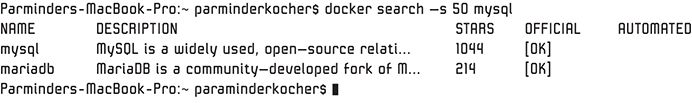 Parminders-MacBook-Pro:~ parminderkocher$ docker search –s 50 mysql
NAME DESCRIPTION STARS OFFICIAL AUTOMATED
mysql MySQL is a widely used, open–source relati... 1044 [OK]
mariadb MariaDB is a community–developed fork of M... 214 [OK]
Parminders-MacBook-Pro:~ paraminderkocher$